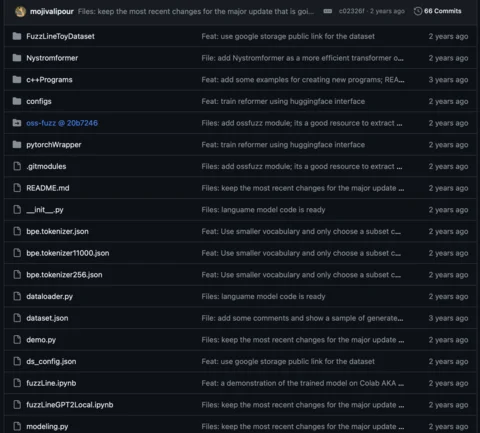 mojivalipour Files: keep the most recent changes for the major update that is goi... c02326f · 2 years ago 66 Commits
FuzzLineToyDataset Feat: use google storage public link for the dataset 2 years ago
Nystromformer File: add Nystromformer as a more efficient transformer o... 2 years ago
c++Programs Feat: add some examples for creating new programs; REA... 3 years ago
configs Feat: train reformer using huggingface interface 2 years ago
oss-fuzz @ 20b7246 Files: add ossfuzz module; its a good resource to extract ... 2 years ago
pytorchWrapper Feat: train reformer using huggingface interface 2 years ago
.gitmodules Files: add ossfuzz module; its a good resource to extract ... 2 years ago
README.md Files: keep the most recent changes for the major update ... 2 years ago
__init__.py Files: languame model code is ready 2 years ago
bpe.tokenizer.json Feat: Use smaller vocabulary and only choose a subset c... 2 years ago
bpe.tokenizer11000.json Feat: Use smaller vocabulary and only choose a subset c... 2 years ago
bpe.tokenizer256.json Feat: Use smaller vocabulary and only choose a subset c... 2 years ago
dataloader.py Files: languame model code is ready 2 years ago
dataset.json File: add some comments and show a sample of generate... 3 years ago
demo.py Files: keep the most recent changes for the major update ... 2 years ago
ds_config.json Feat: use google storage public link for the dataset 2 years ago
fuzzLine.ipynb Feat: a demonstration of the trained model on Colab AKA ... 2 years ago
fuzzLineGPT2Local.ipynb Files: keep the most recent changes for the major update ... 2 years ago
modeling.py Files: keep the most recent changes for the major update ... 2 years ago